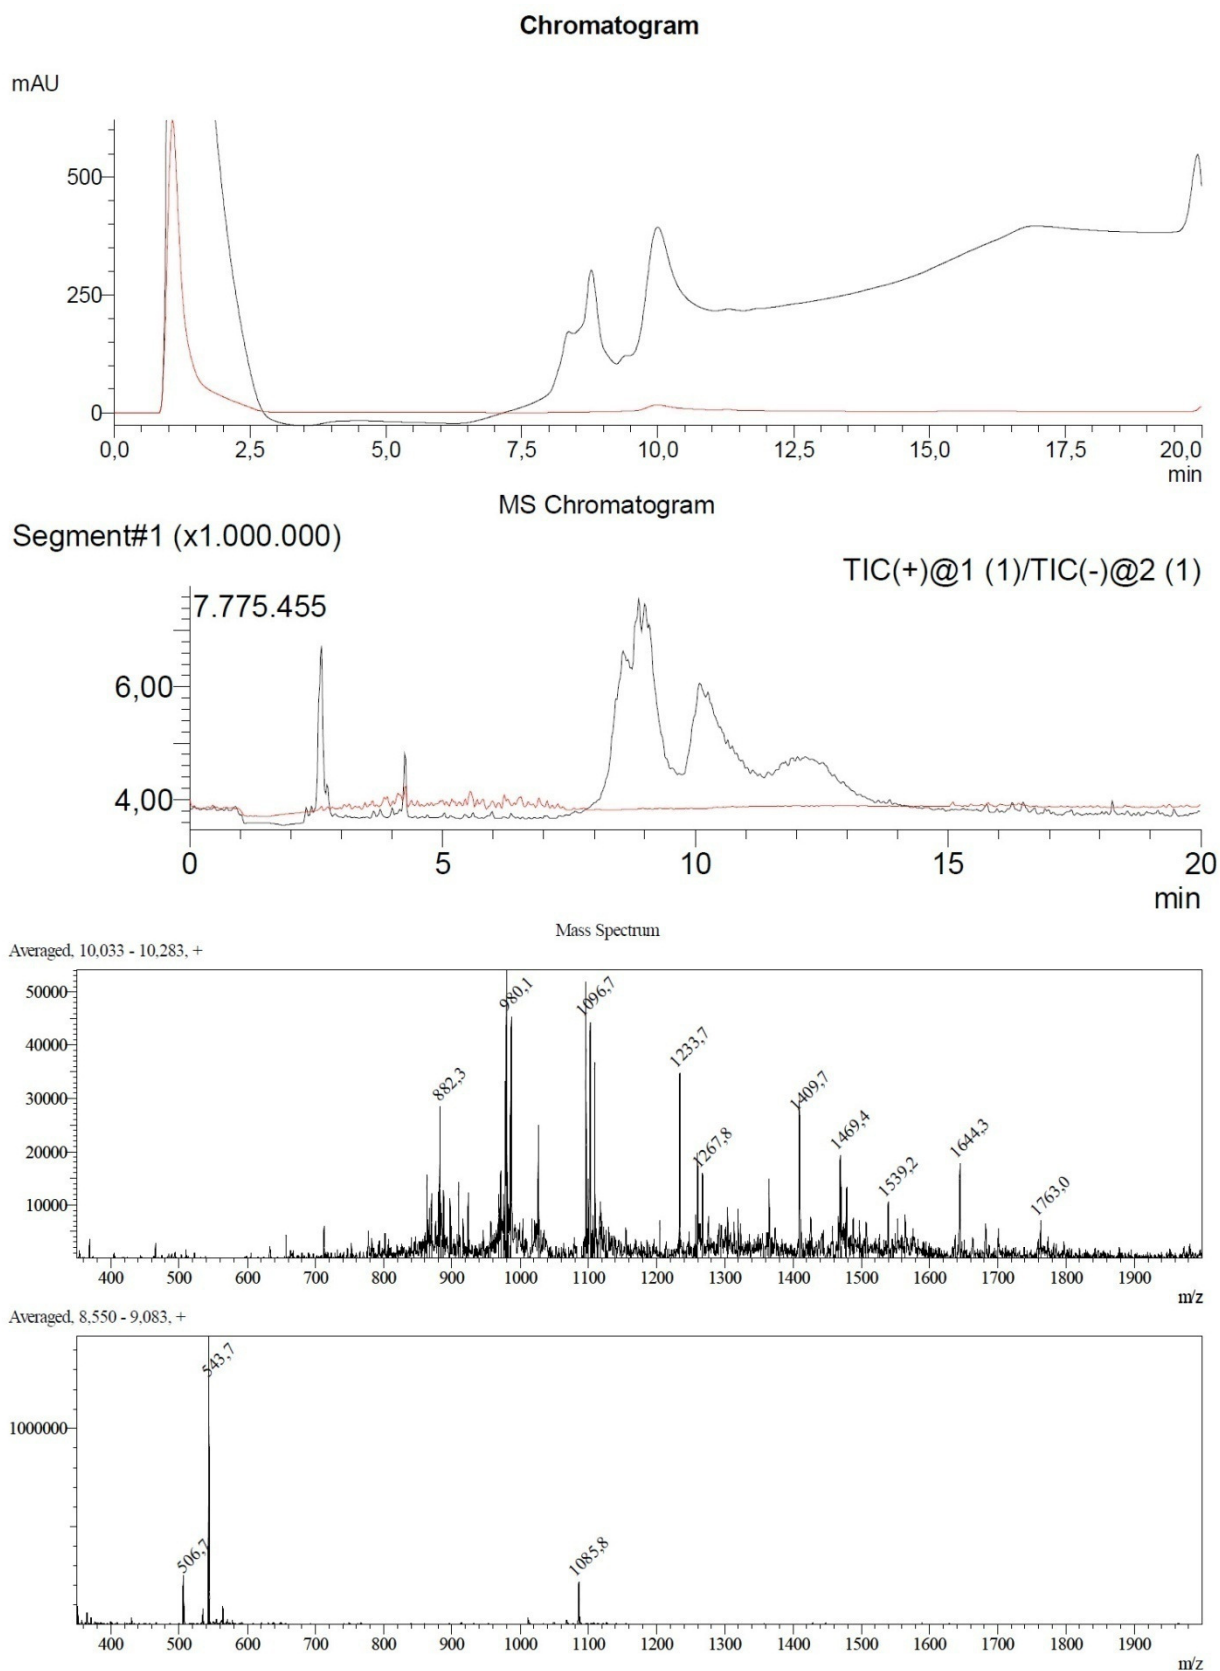 Chromatogram
mAU
500
250
0
0,0 2,5 5,0 7,5 10,0 12,5 15,0 17,5 20,0
min
MS Chromatogram
Segment#1 (x1.000.000)
TIC(+)@1 (1)/TIC(-)@2 (1)
7.775.455
6,00
4,00
0 5 10 15 20
min
Mass Spectrum
Averaged, 10,033 - 10,283, +
50000
40000
30000
20000
10000
882,3 980,1 1096,7 1233,7 1267,8 1409,7 1469,4 1539,2 1644,3 1763,0
400 500 600 700 800 900 1000 1100 1200 1300 1400 1500 1600 1700 1800 1900
m/z
Averaged, 8,550 - 9,083, +
1000000
506,7 543,7 1085,8
400 500 600 700 800 900 1000 1100 1200 1300 1400 1500 1600 1700 1800 1900
m/z